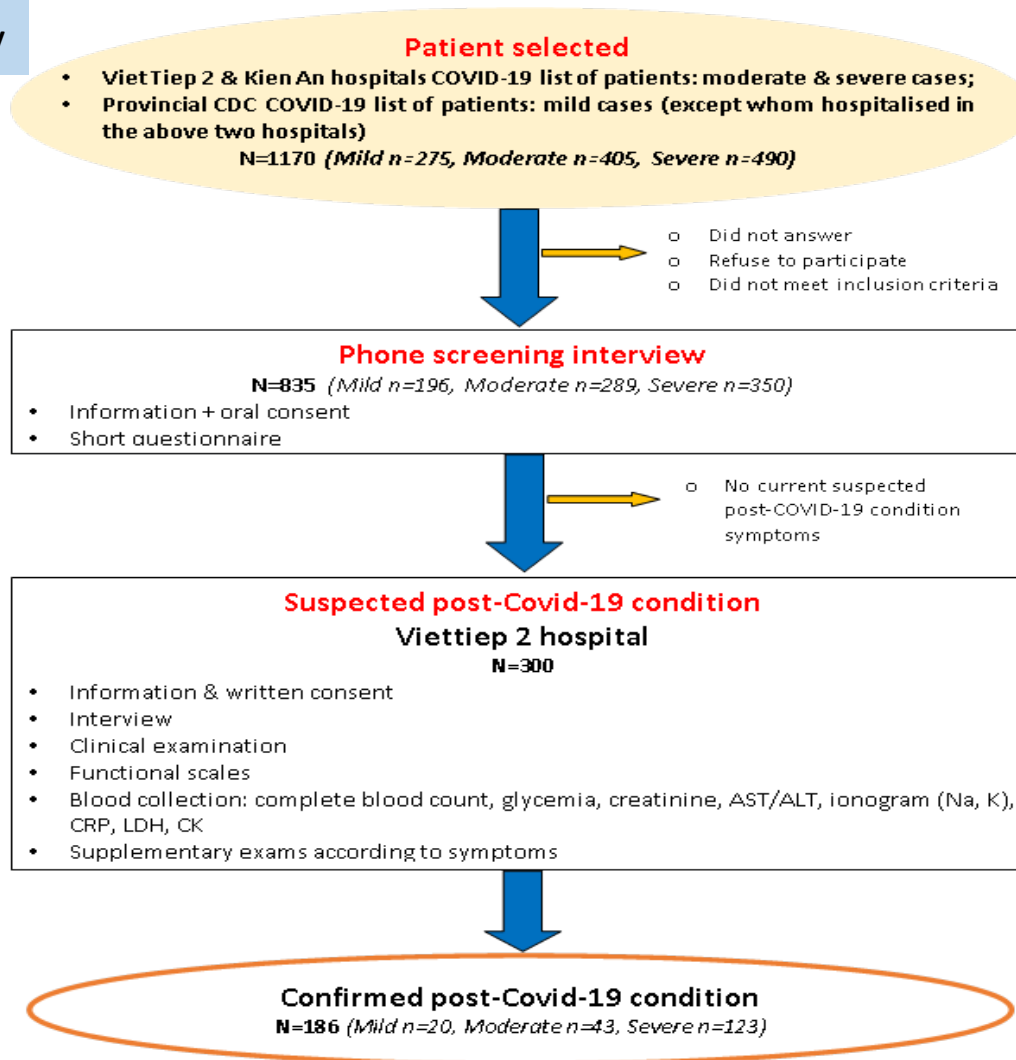 y
Patient selected
• VietTiep 2 & Kien An hospitals COVID-19 list of patients: moderate & severe cases;
• Provincial CDC COVID-19 list of patients: mild cases (except whom hospitalised in
the above two hospitals)
N=1170 (Mild n=275, Moderate n=405, Severe n=490)
o Did not answer
o Refuse to participate
o Did not meet inclusion criteria
Phone screening interview
N=835 (Mild n=196, Moderate n=289, Severe n=350)
• Information + oral consent
• Short questionnaire
o No current suspected
post-COVID-19 condition
symptoms
Suspected post-Covid-19 condition
Viettiep 2 hospital
N=300
• Information & written consent
• Interview
• Clinical examination
• Functional scales
• Blood collection: complete blood count, glycemia, creatinine, AST/ALT, ionogram (Na, K),
CRP, LDH, CK
• Supplementary exams according to symptoms
Confirmed post-Covid-19 condition
N=186 (Mild n=20, Moderate n=43, Severe n=123)